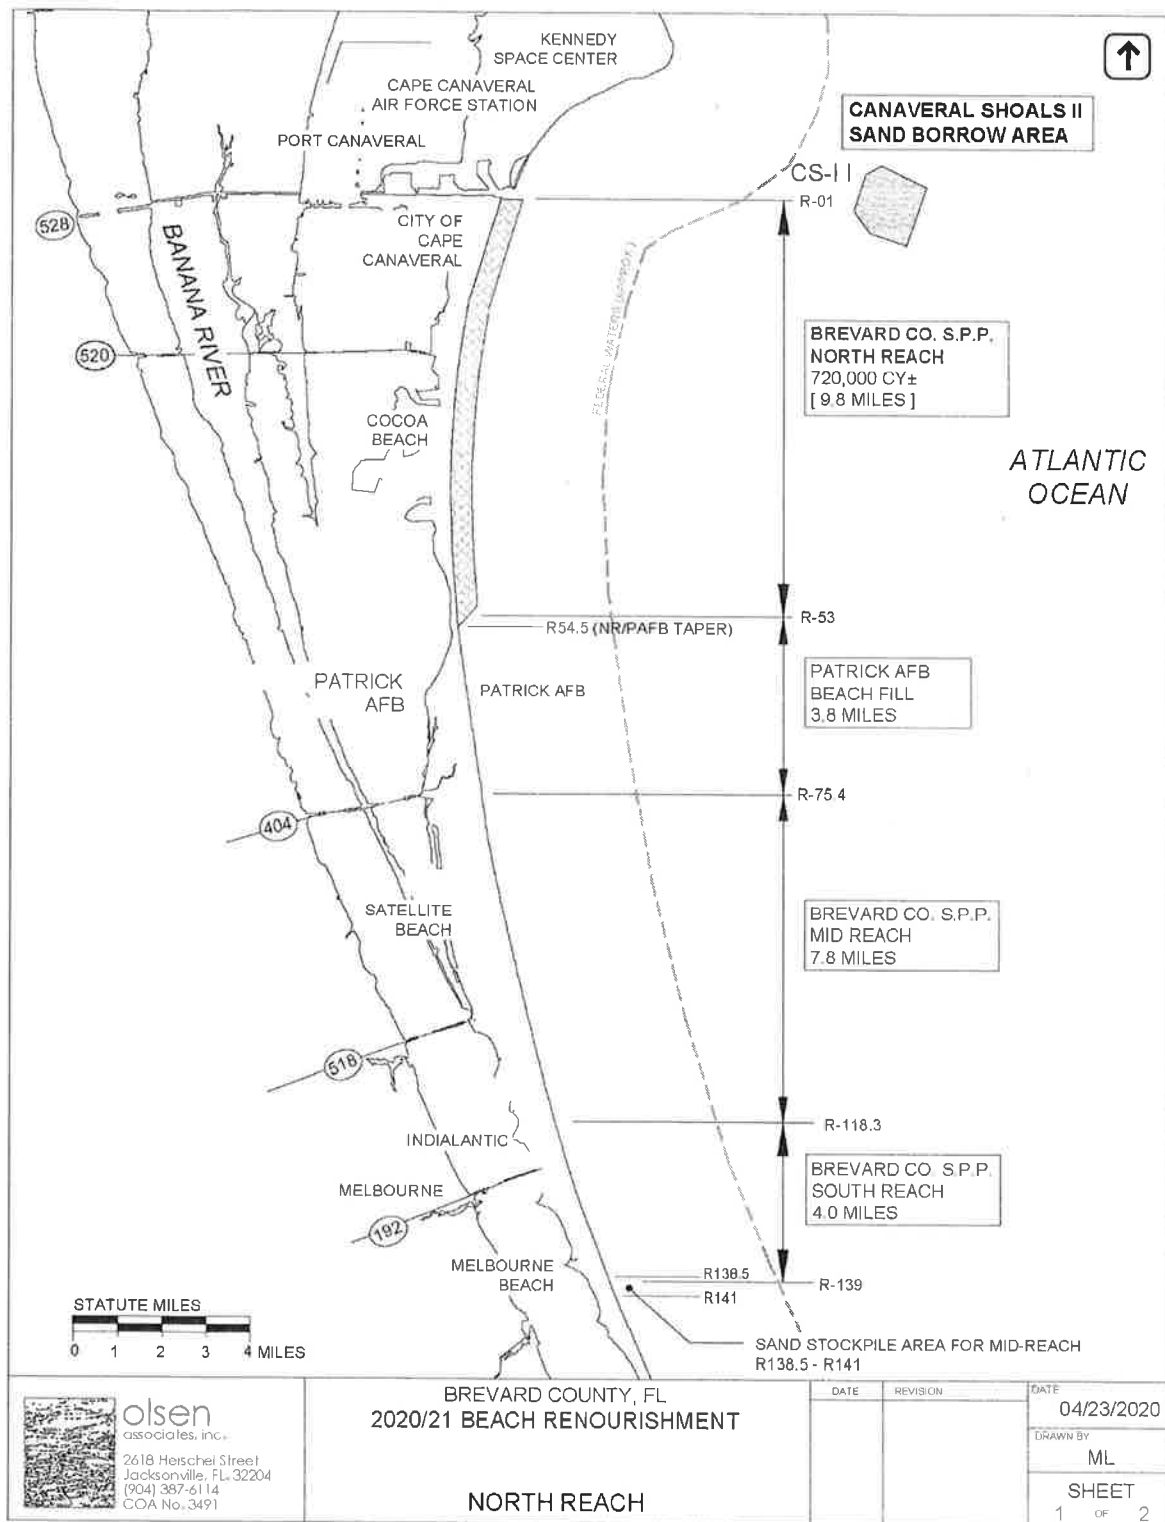 KENNEDY
SPACE CENTER
CAPE CANAVERAL
AIR FORCE STATION
PORT CANAVERAL
CANAVERAL SHOALS II
SAND BORROW AREA
CS-II
R-01
528
BANANA RIVER
CITY OF
CAPE
CANAVERAL
FEDERAL WATERS (APPROX.)
520
BREVARD CO. S.P.P.
NORTH REACH
720,000 CY±
[ 9.8 MILES ]
COCOA
BEACH
ATLANTIC
OCEAN
R-53
R54.5 (NR/PAFB TAPER)
PATRICK
AFB
PATRICK AFB
PATRICK AFB
BEACH FILL
3.8 MILES
R-75.4
404
SATELLITE
BEACH
BREVARD CO. S.P.P.
MID REACH
7.8 MILES
518
R-118.3
INDIALANTIC
BREVARD CO. S.P.P.
SOUTH REACH
4.0 MILES
MELBOURNE
192
MELBOURNE
BEACH
R138.5
R-139
R141
STATUTE MILES
0 1 2 3 4 MILES
SAND STOCKPILE AREA FOR MID-REACH
R138.5 - R141
olsen
associates, inc.
2618 Herschel Street
Jacksonville, FL 32204
(904) 387-6114
COA No. 3491
BREVARD COUNTY, FL
2020/21 BEACH RENOURISHMENT
NORTH REACH
DATE REVISION
DATE
04/23/2020
DRAWN BY
ML
SHEET
1 OF 2